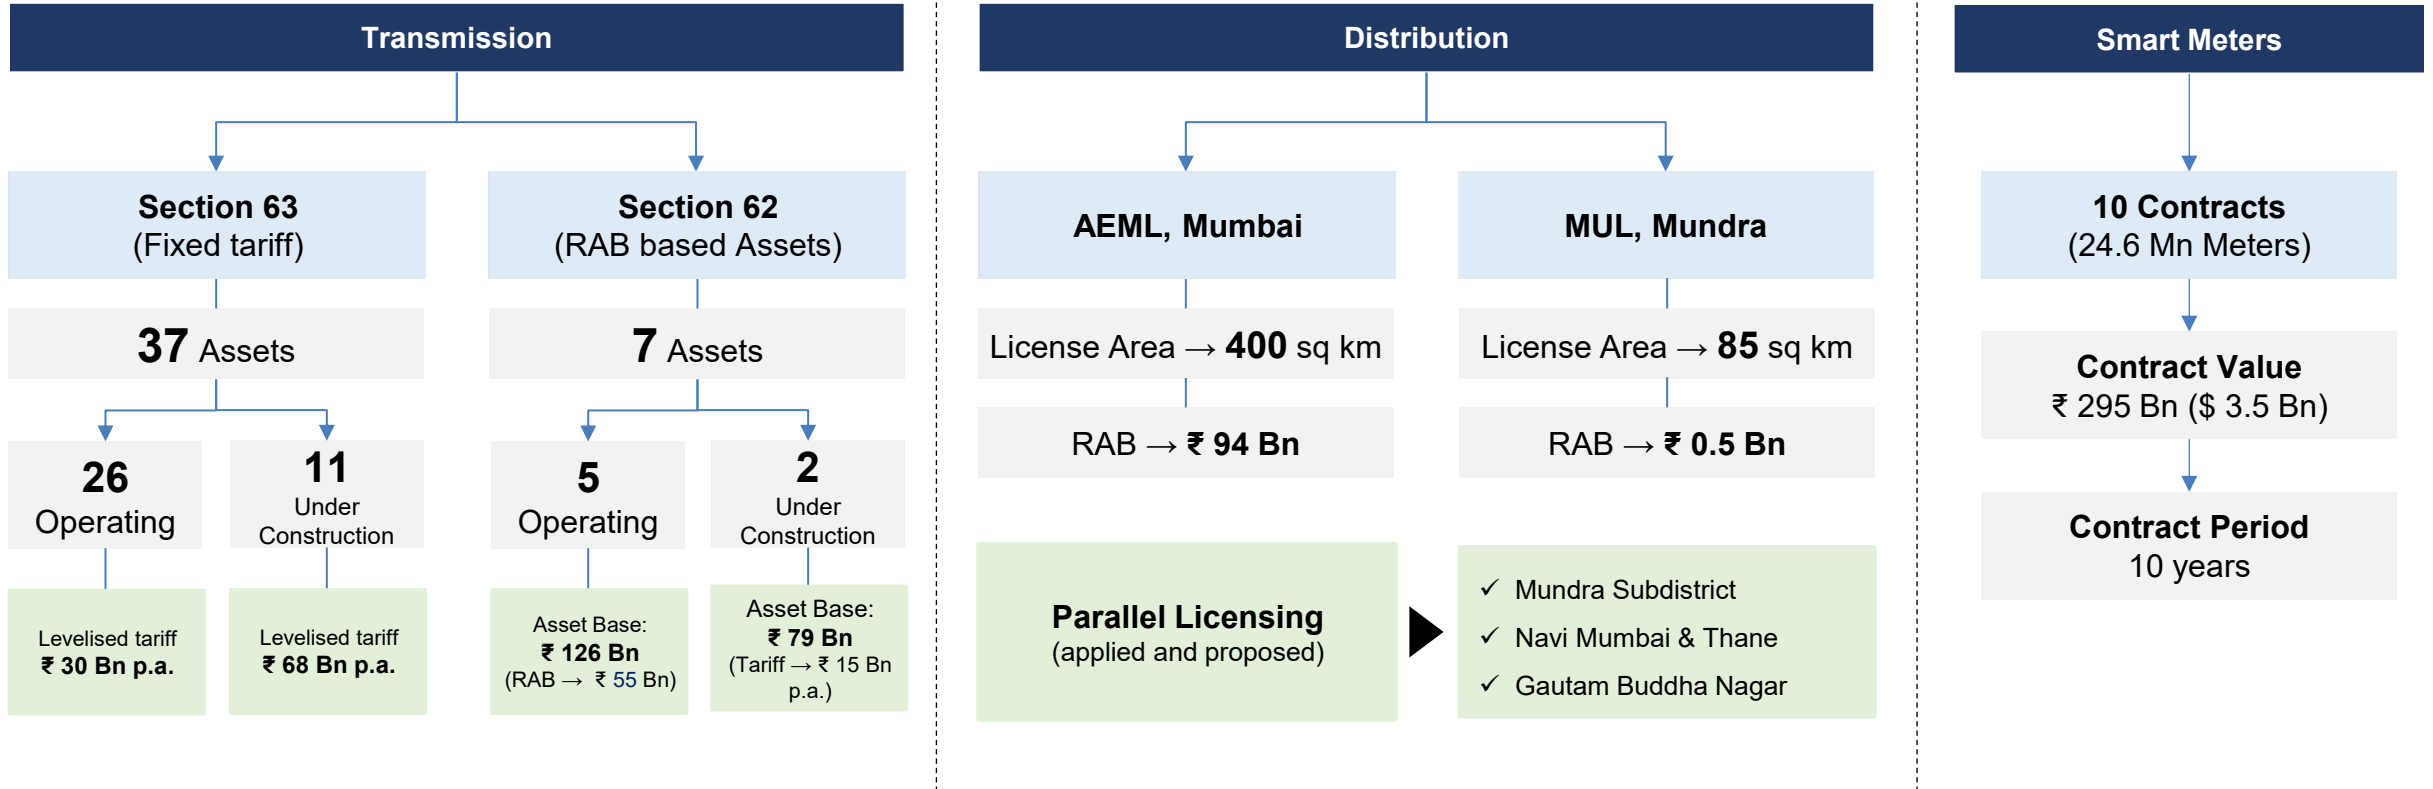 Transmission
Section 63
(Fixed tariff)
37 Assets
26
Operating
Levelised tariff
₹ 30 Bn p.a.
11
Under
Construction
Levelised tariff
₹ 68 Bn p.a.
Section 62
(RAB based Assets)
7 Assets
5
Operating
Asset Base:
₹ 126 Bn
(RAB → ₹ 55 Bn)
2
Under
Construction
Asset Base:
₹ 79 Bn
(Tariff → ₹ 15 Bn
p.a.)
Distribution
AEML, Mumbai
License Area → 400 sq km
RAB → ₹ 94 Bn
MUL, Mundra
License Area → 85 sq km
RAB → ₹ 0.5 Bn
Parallel Licensing
(applied and proposed)
✓ Mundra Subdistrict
✓ Navi Mumbai & Thane
✓ Gautam Buddha Nagar
Smart Meters
10 Contracts
(24.6 Mn Meters)
Contract Value
₹ 295 Bn ($ 3.5 Bn)
Contract Period
10 years